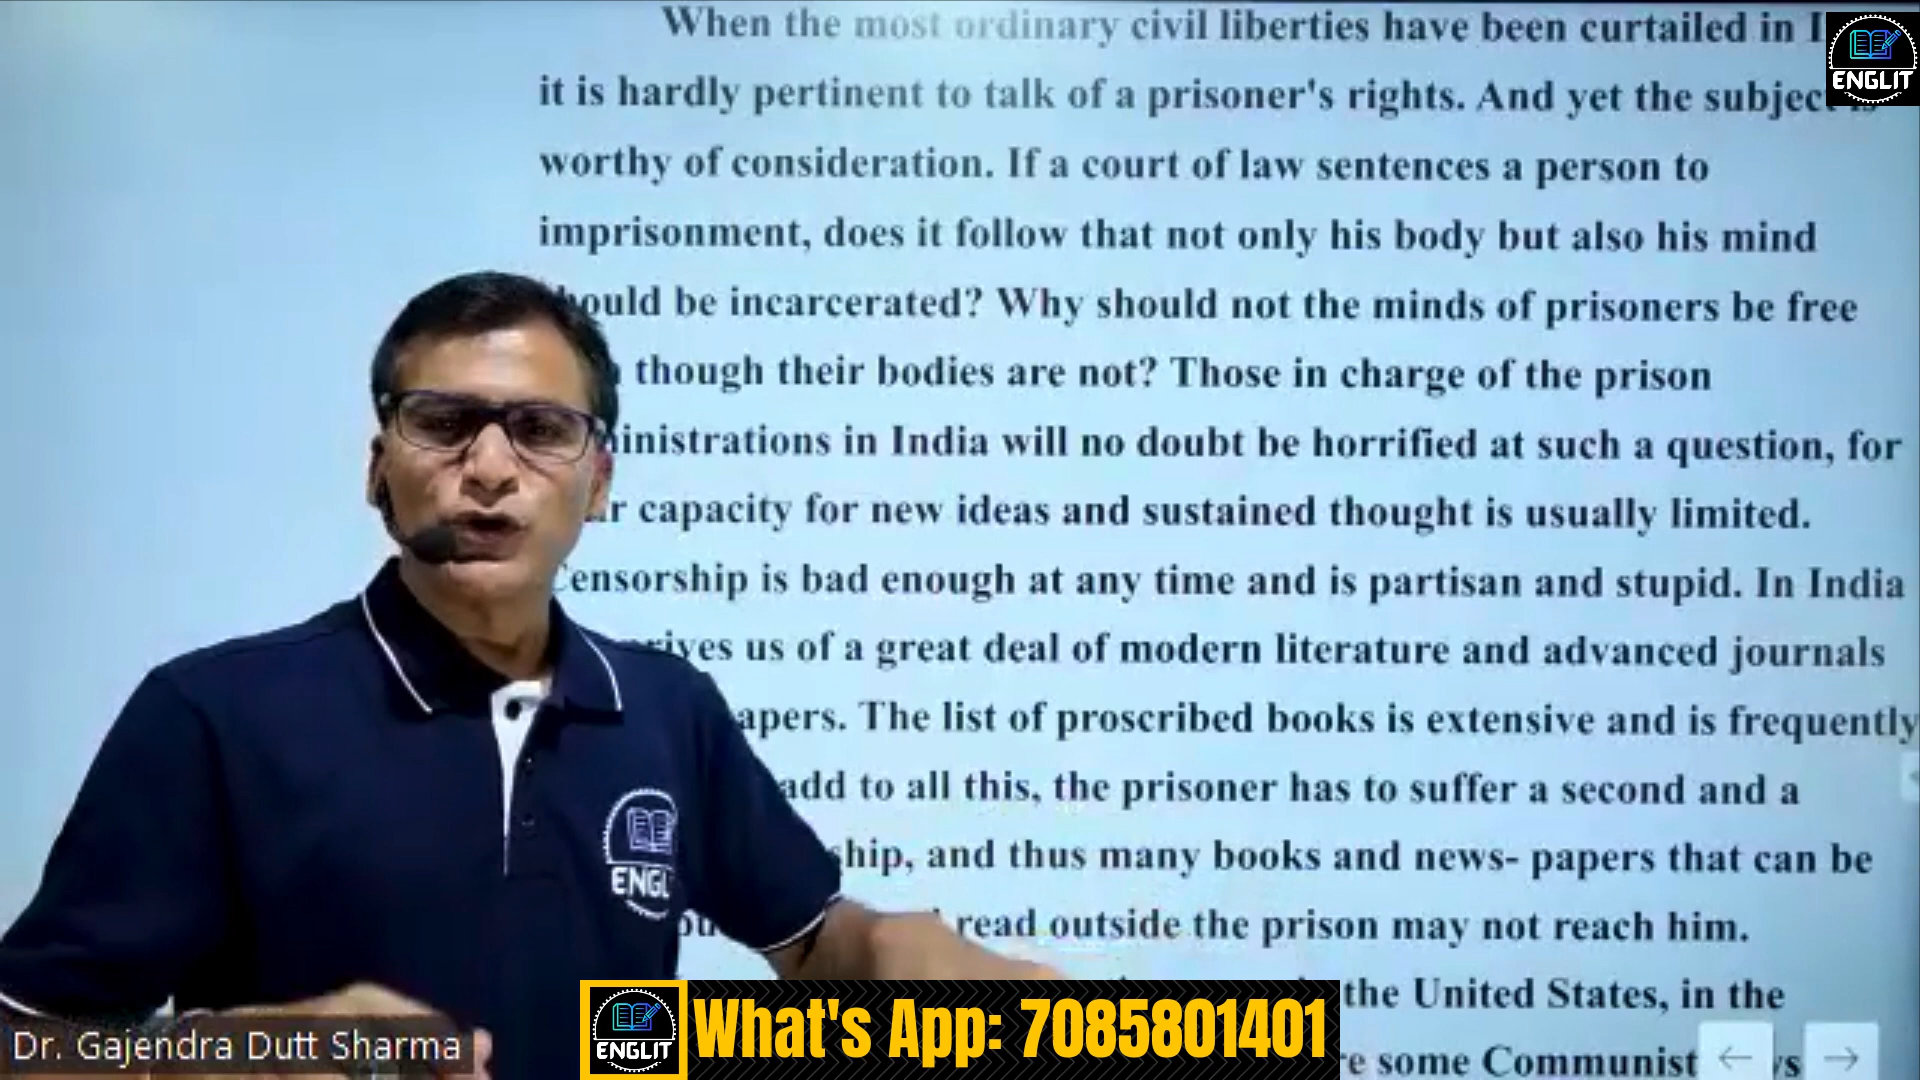 When the most ordinary civil liberties have been curtailed in
it is hardly pertinent to talk of a prisoner's rights. And yet the subject is
worthy of consideration. If a court of law sentences a person to
imprisonment, does it follow that not only his body but also his mind
be incarcerated? Why should not the minds of prisoners be free
though their bodies are not? Those in charge of the prison
in India will no doubt be horrified at such a question, for
capacity for new ideas and sustained thought is usually limited.
Censorship is bad enough at any time and is partisan and stupid. In India
us of a great deal of modern literature and advanced journals
The list of proscribed books is extensive and is frequently
add to all this, the prisoner has to suffer a second and a
and thus many books and news- papers that can be
read outside the prison may not reach him.
the United States, in the
some Communist
ENGLIT
ENGL
Dr. Gajendra Dutt Sharma
ENGLIT
What's App: 7085801401